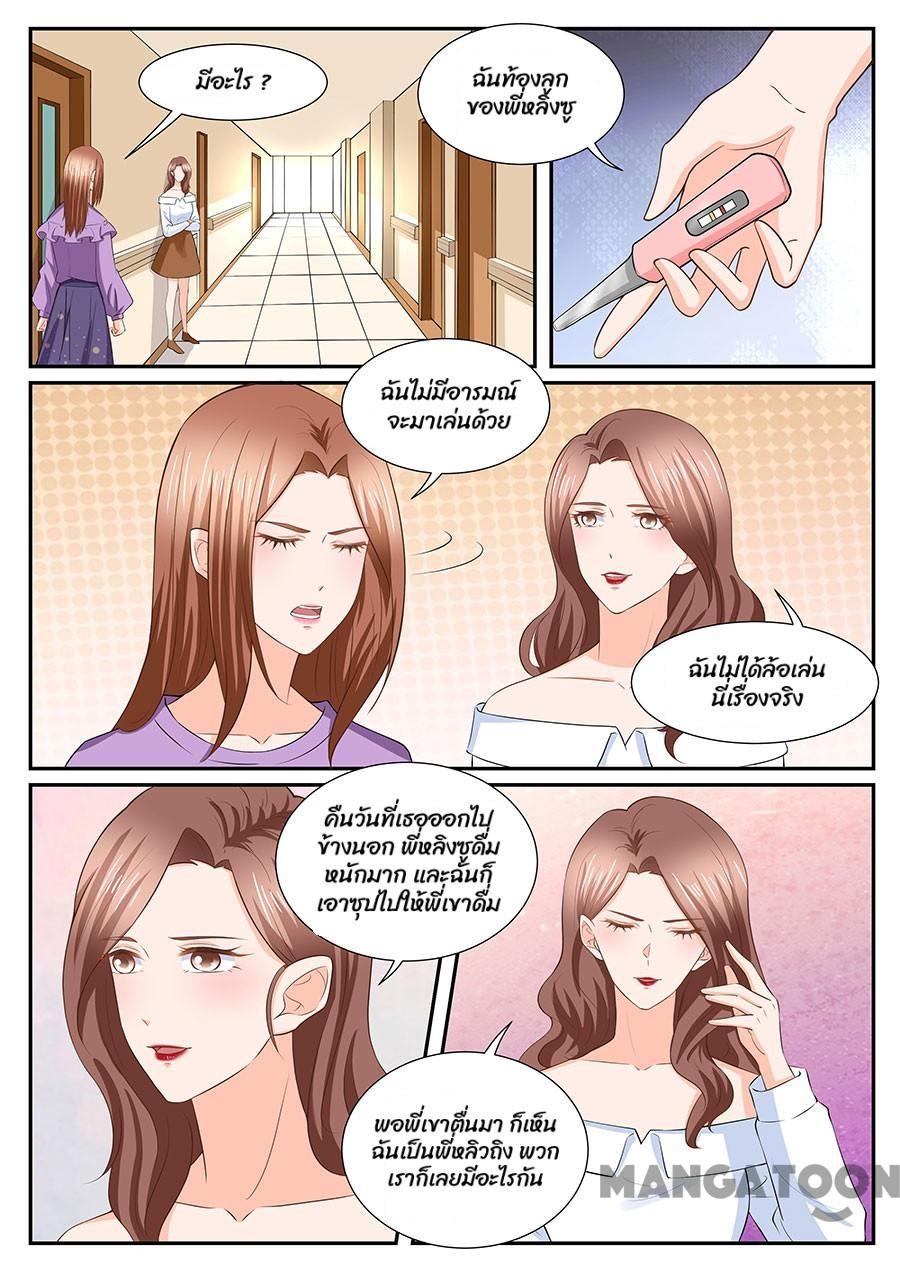 มีอะไร ?
ฉันท้องลูก
ของพี่หลิงซู
ฉันไม่มีอารมณ์
จะมาเล่นด้วย
ฉันไม่ได้ล้อเล่น
นี่เรื่องจริง
คืนวันที่เธอออกไป
ข้างนอก พี่หลิงซูดื่ม
หนักมาก และฉันก็
เอาซุปไปให้พี่เขาดื่ม
พอพี่เขาตื่นมา ก็เห็น
ฉันเป็นพี่หลิวถิง พวก
เราก็เลยมีอะไรกัน
MANGATOON